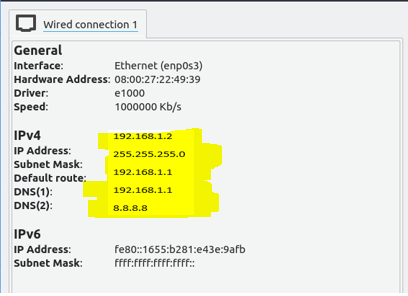 Wired connection 1
General
Interface: Ethernet (enp0s3)
Hardware Address: 08:00:27:22:49:39
Driver: e1000
Speed: 1000000 Kb/s
IPv4
192.168.1.2
IP Address: 255.255.255.0
Subnet Mask:
Default route: 192.168.1.1
DNS(1): 192.168.1.1
DNS(2): 8.8.8.8
IPv6
IP Address: fe80::1655:b281:e43e:9afb
Subnet Mask: ffff:ffff:ffff:ffff::